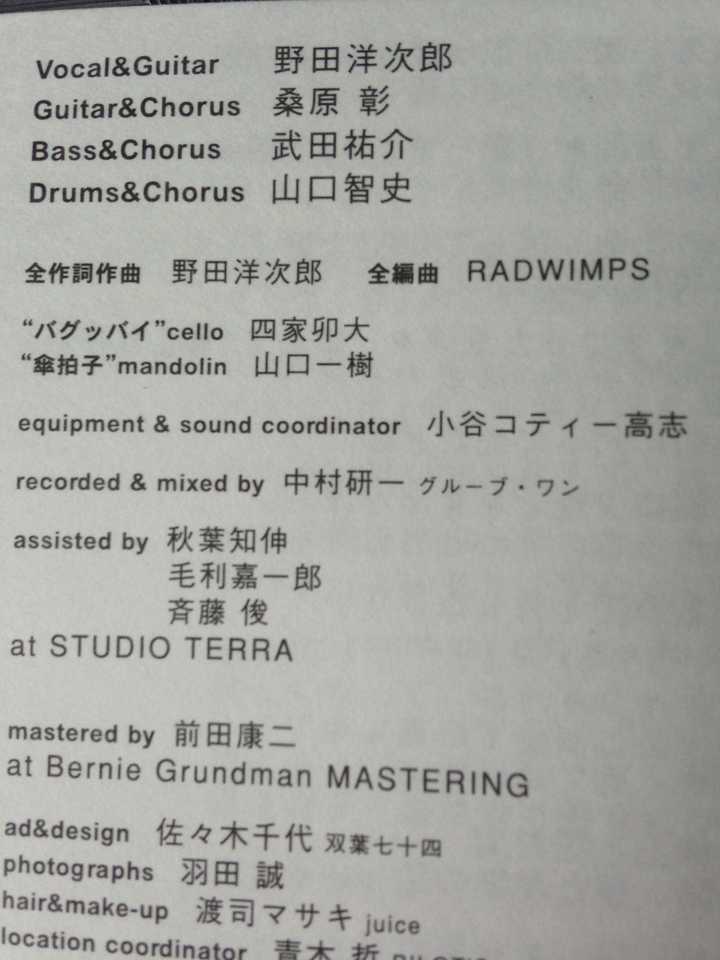 Vocal&Guitar 野田洋次郎
Guitar&Chorus 桑原 彰
Bass&Chorus 武田祐介
Drums&Chorus 山口智史
全作詞作曲 野田洋次郎 全編曲 RADWIMPS
“バグッバイ”cello 四家卯大
“傘拍子”mandolin 山口一樹
equipment & sound coordinator 小谷コティー高志
recorded & mixed by 中村研一 グルーブ・ワン
assisted by 秋葉知伸
毛利嘉一郎
斉藤 俊
at STUDIO TERRA
mastered by 前田康二
at Bernie Grundman MASTERING
ad&design 佐々木千代 双葉七十四
photographs 羽田 誠
hair&make-up 渡司マサキ juice
location coordinator 青木 哲